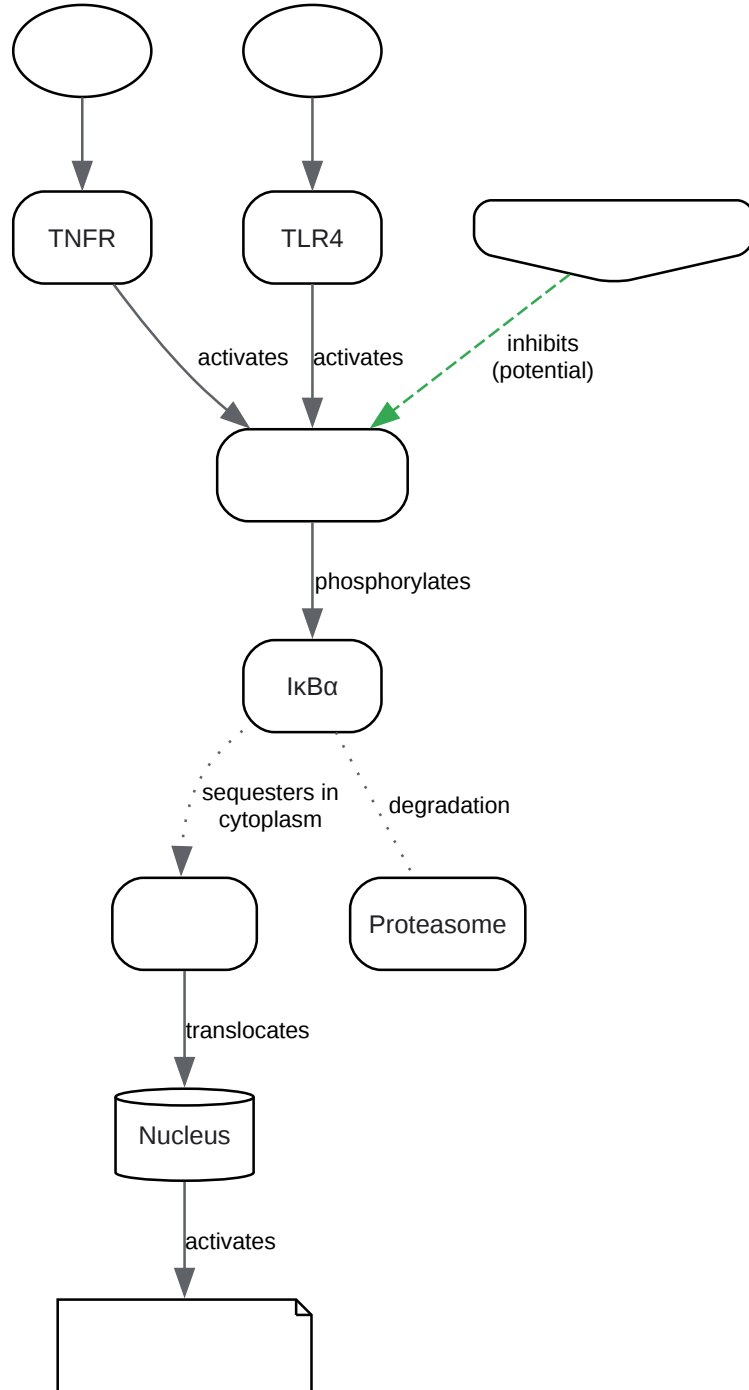 TNFR
TLR4
activates
activates
inhibits
(potential)
phosphorylates
IκBα
sequesters in
cytoplasm
degradation
Proteasome
translocates
Nucleus
activates